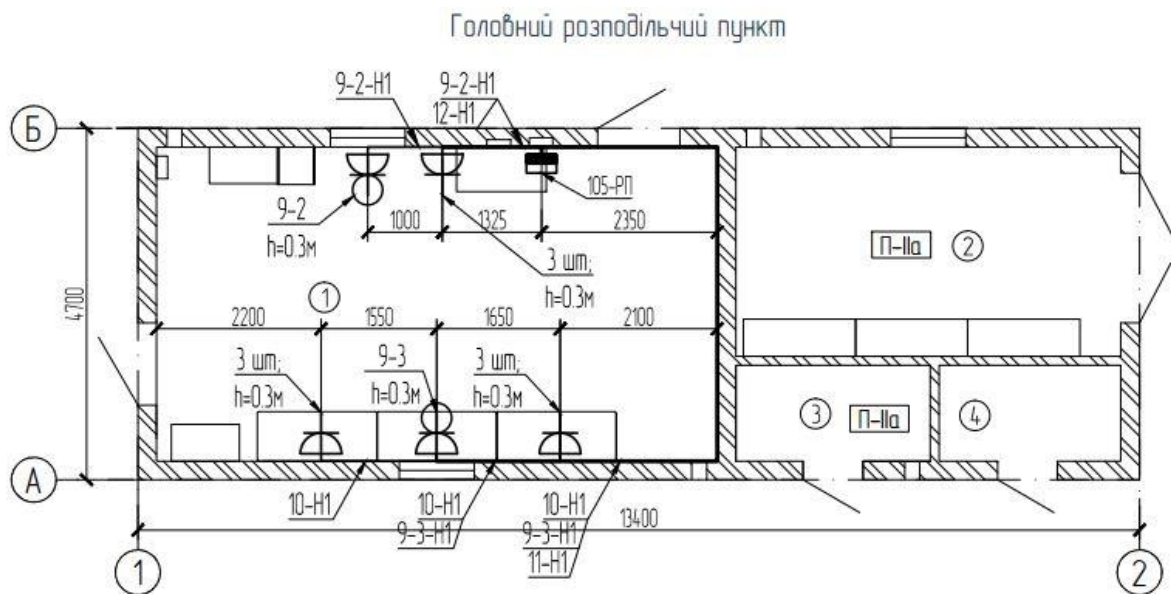 Головний розподільчий пункт
9-2-Н1
9-2-Н1
12-Н1
Б
105-РП
9-2
h=0.3м
1000
1325
2350
3 шт;
h=0.3м
П-IIа
2
4700
1
2200
1550
1650
2100
3 шт;
h=0.3м
9-3
h=0.3м
3 шт;
h=0.3м
3
П-IIа
4
А
10-Н1
10-Н1
9-3-Н1
10-Н1
9-3-Н1
11-Н1
13400
1
2